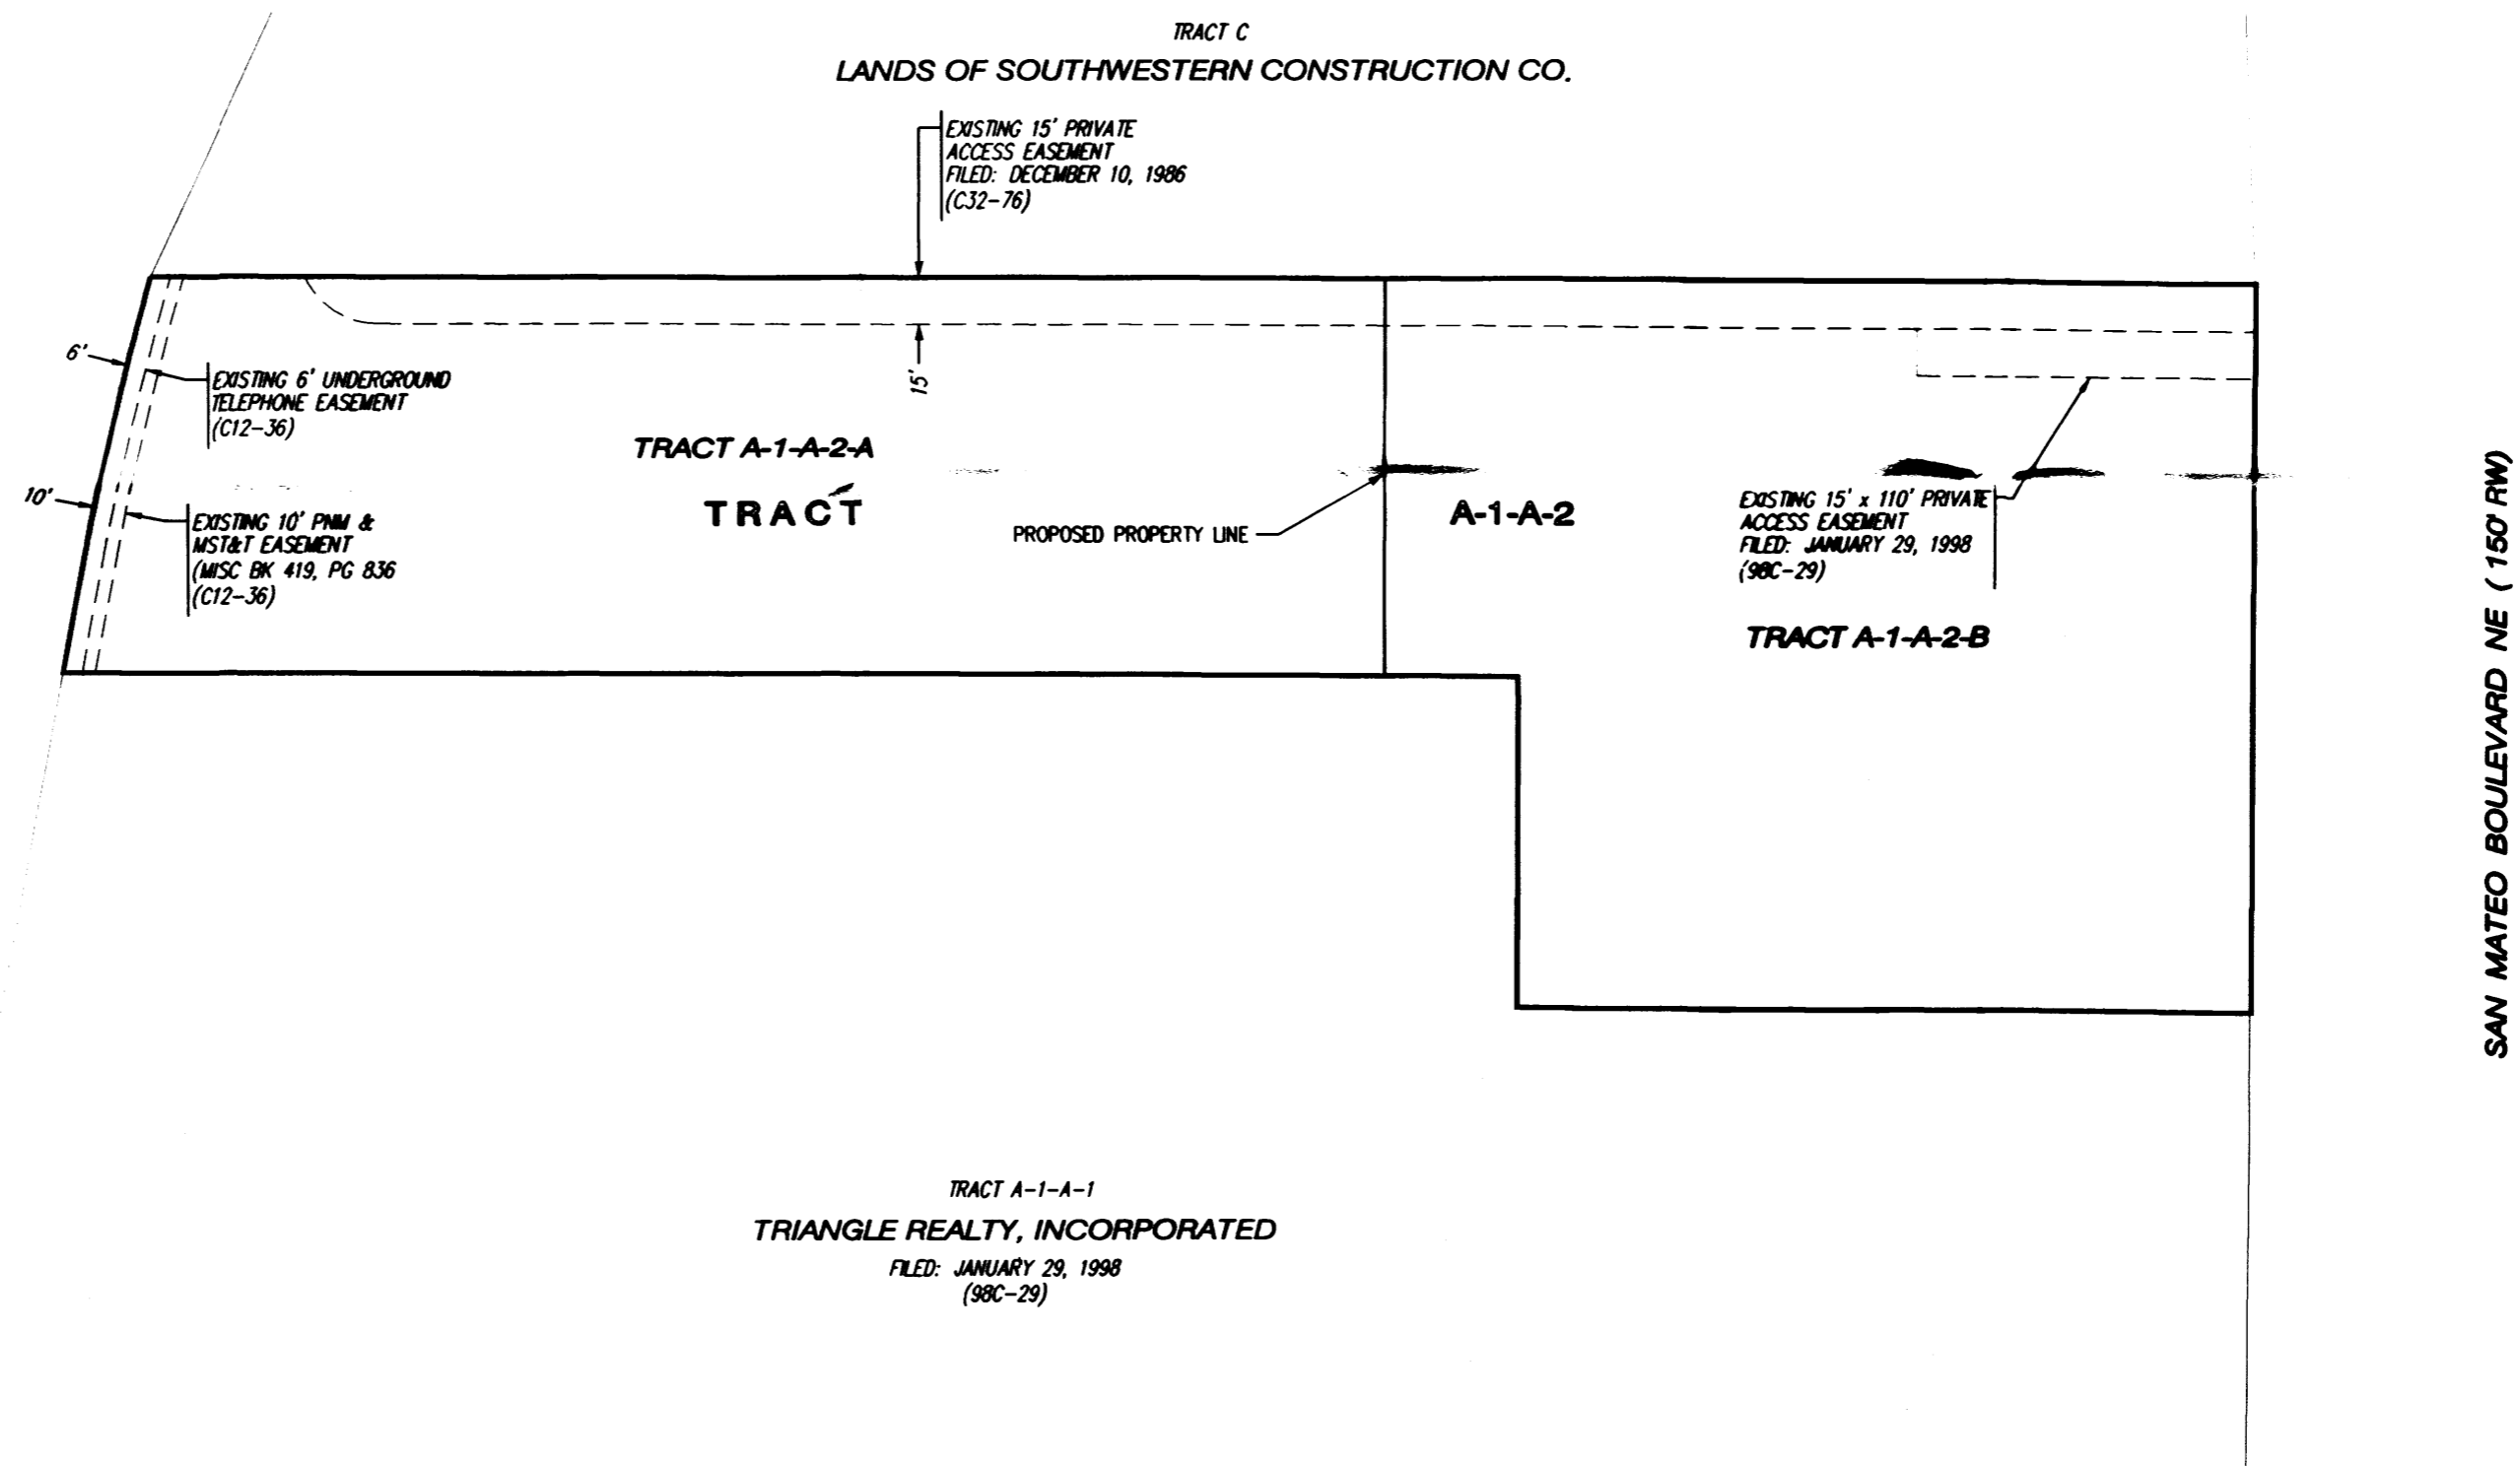 TRACT C
LANDS OF SOUTHWESTERN CONSTRUCTION CO.
EXISTING 15' PRIVATE
ACCESS EASEMENT
FILED: DECEMBER 10, 1986
(C32-76)
6'
EXISTING 6' UNDERGROUND
TELEPHONE EASEMENT
(C12-36)
15'
TRACT A-1-A-2-A
10'
EXISTING 10' PNM &
MST&T EASEMENT
(MISC BK 419, PG 836
(C12-36)
TRACT A-1-A-2
PROPOSED PROPERTY LINE
EXISTING 15' x 110' PRIVATE
ACCESS EASEMENT
FILED: JANUARY 29, 1998
(98C-29)
TRACT A-1-A-2-B
SAN MATEO BOULEVARD NE ( 150' RW)
TRACT A-1-A-1
TRIANGLE REALTY, INCORPORATED
FILED: JANUARY 29, 1998
(98C-29)